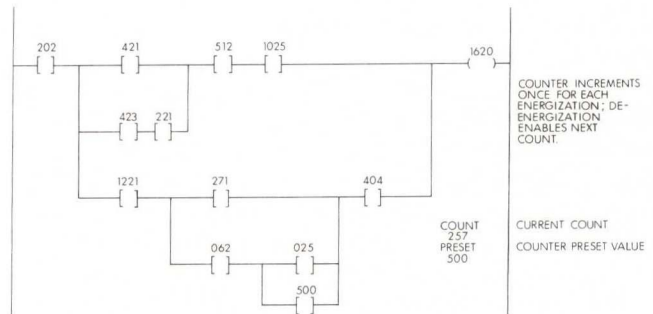 202 421 512 1025 1620
COUNTER INCREMENTS
ONCE FOR EACH
ENERGIZATION; DE-
ENERGIZATION
ENABLES NEXT
COUNT.
423 221
1221 271 404
COUNT
257
PRESET
500
CURRENT COUNT
COUNTER PRESET VALUE
062 025
500